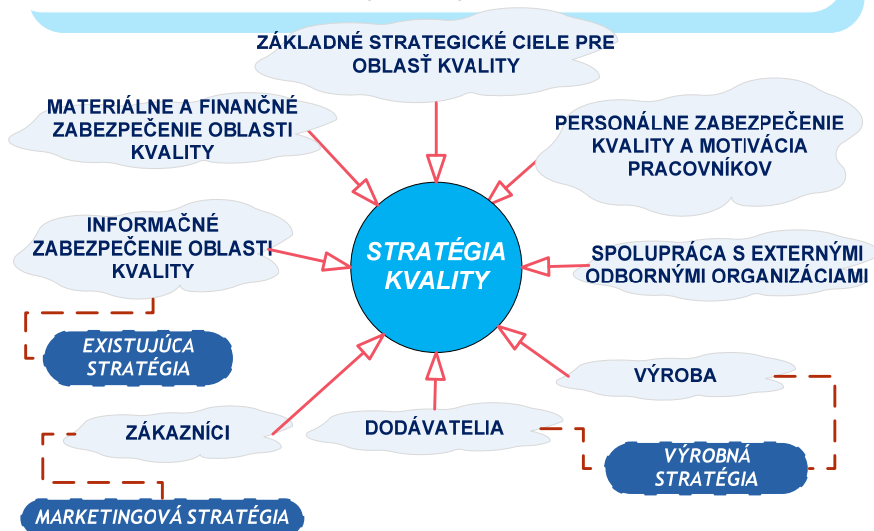 ZÁKLADNÉ STRATEGICKÉ CIELE PRE
OBLASŤ KVALITY
MATERIÁLNE A FINANČNÉ
ZABEZPEČENIE OBLASTI
KVALITY
PERSONÁLNE ZABEZPEČENIE
KVALITY A MOTIVÁCIA
PRACOVNÍKOV
INFORMAČNÉ
ZABEZPEČENIE OBLASTI
KVALITY
STRATÉGIA
KVALITY
SPOLUPRÁCA S EXTERNÝMI
ODBORNÝMI ORGANIZÁCIAMI
EXISTUJÚCA
STRATÉGIA
VÝROBA
ZÁKAZNÍCI
DODÁVATELIA
VÝROBNÁ
STRATÉGIA
MARKETINGOVÁ STRATÉGIA